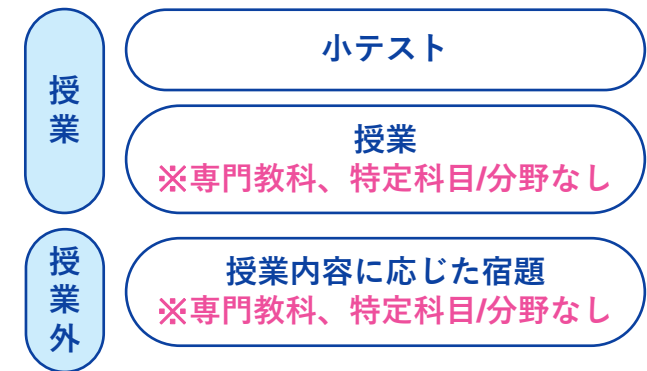 授業
小テスト
授業
※専門教科、特定科目/分野なし
授業外
授業内容に応じた宿題
※専門教科、特定科目/分野なし